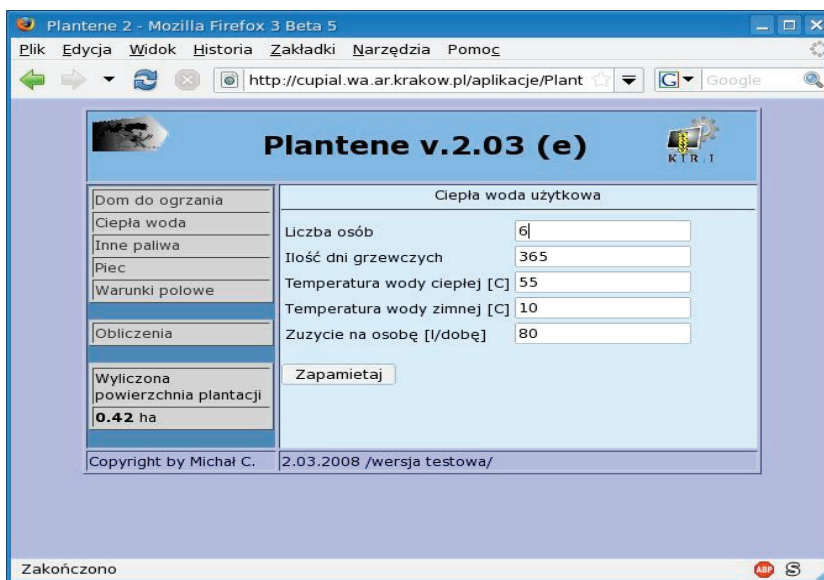 Plantene 2 - Mozilla Firefox 3 Beta 5
Plik Edycja Widok Historia Zakładki Narzędzia Pomoc
http://cupial.wa.ar.krakow.pl/aplikacje/Plant G Google
Plantene v.2.03 (e)
KIR i I
Dom do ogrzania
Ciepła woda
Inne paliwa
Piec
Warunki polowe
Obliczenia
Wyliczona
powierzchnia plantacji
0.42 ha
Ciepła woda użytkowa
Liczba osób 6
Ilość dni grzewczych 365
Temperatura wody ciepłej [C] 55
Temperatura wody zimnej [C] 10
Zuzycie na osobę [l/dobę] 80
Zapamietaj
Copyright by Michał C. 2.03.2008 /wersja testowa/
Zakończono ABP S